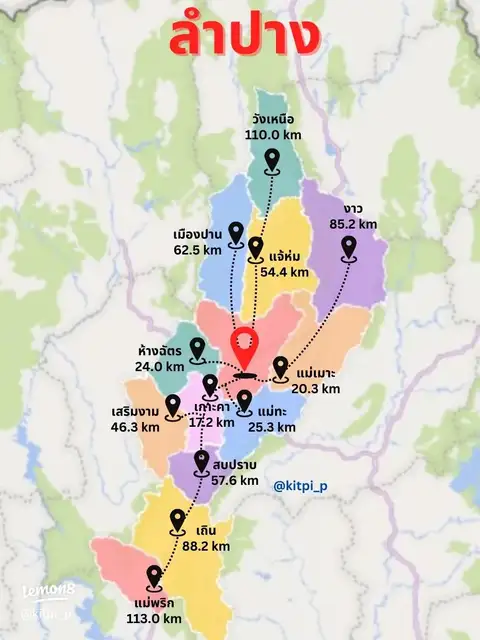 ลำปาง
วังเหนือ
110.0 km
งาว
85.2 km
เมืองปาน
62.5 km
แจ้ห่ม
54.4 km
ห้างฉัตร
24.0 km
แม่เมาะ
20.3 km
เสริมงาม
46.3 km
เกาะคา
17.2 km
แม่ทะ
25.3 km
สบปราบ
57.6 km
@kitpi_p
เถิน
88.2 km
แม่พริก
113.0 km
Lemon8
@kitpi_p